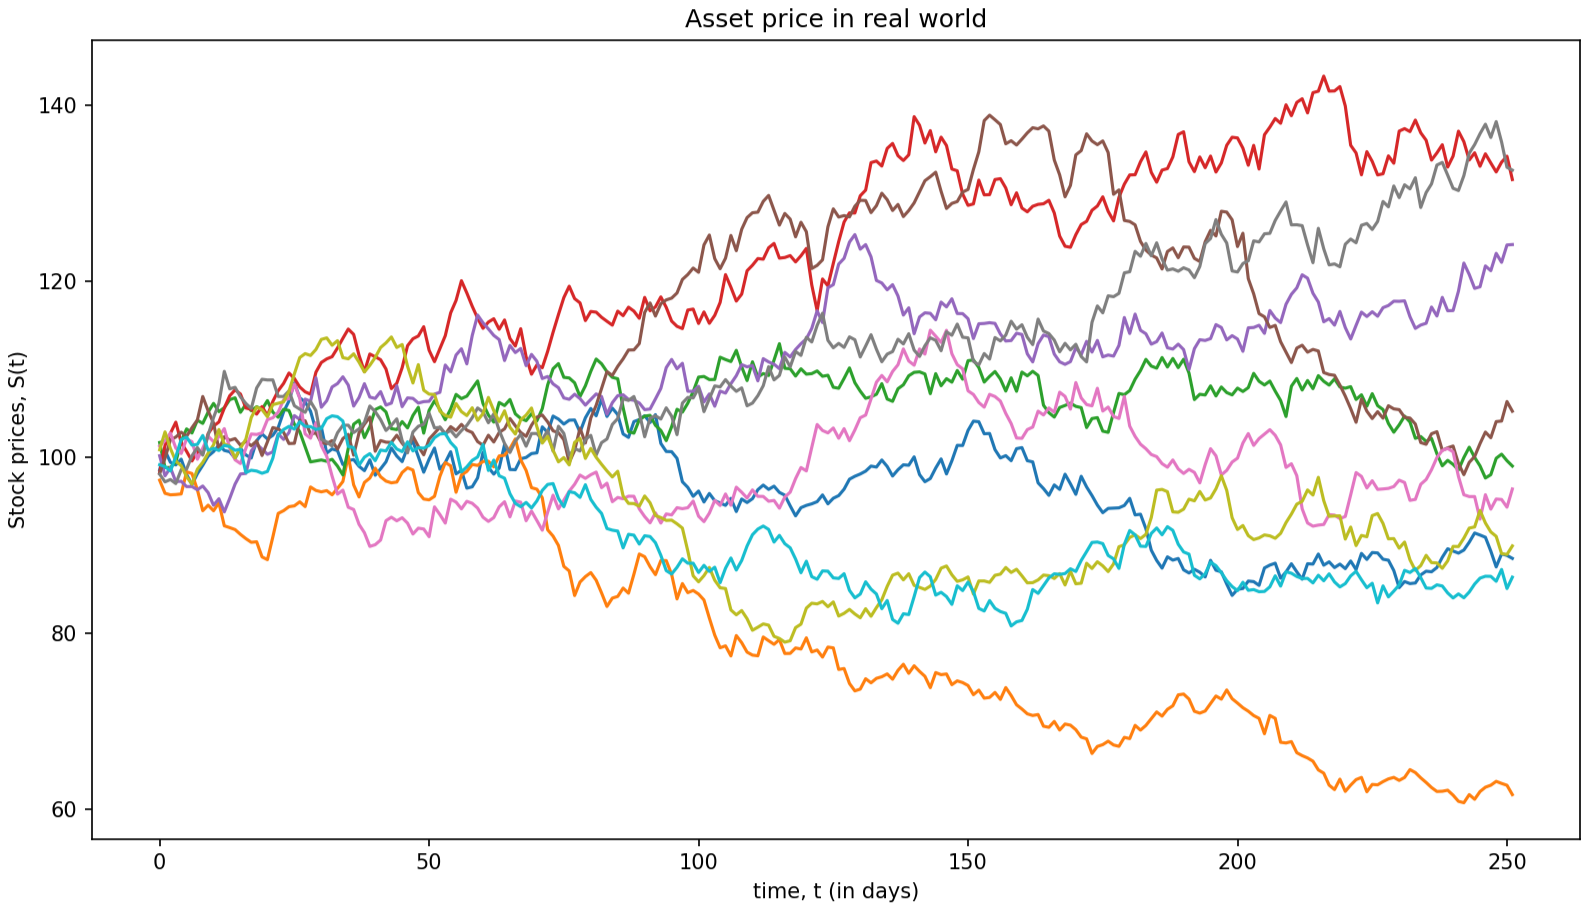 Asset price in real world
Stock prices, S(t)
140
120
100
80
60
0 50 100 150 200 250
time, t (in days)